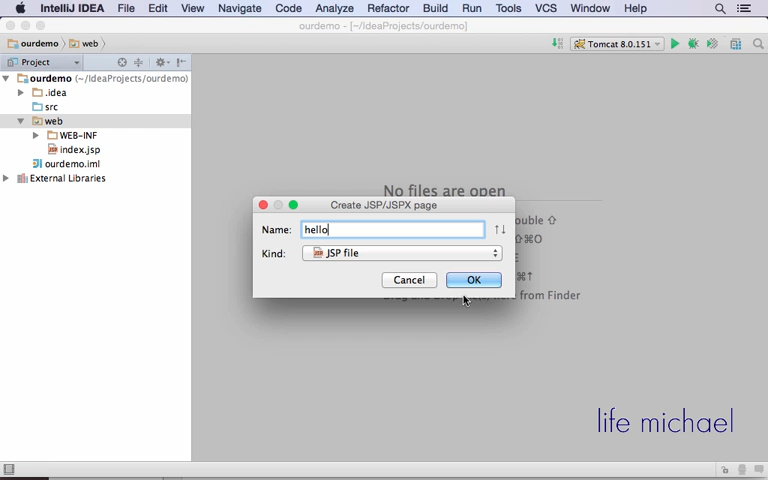 IntelliJ IDEA File Edit View Navigate Code Analyze Refactor Build Run Tools VCS Window Help
ourdemo - [~/IdeaProjects/ourdemo]
ourdemo web
Tomcat 8.0.151
Project
ourdemo (~/IdeaProjects/ourdemo)
.idea
src
web
WEB-INF
index.jsp
ourdemo.iml
External Libraries
No files are open
Create JSP/JSPX page
Name: hello
Kind: JSP file
Cancel OK
ouble ⇧
⇧⌘O
E
⌘↑
here from Finder
life michael